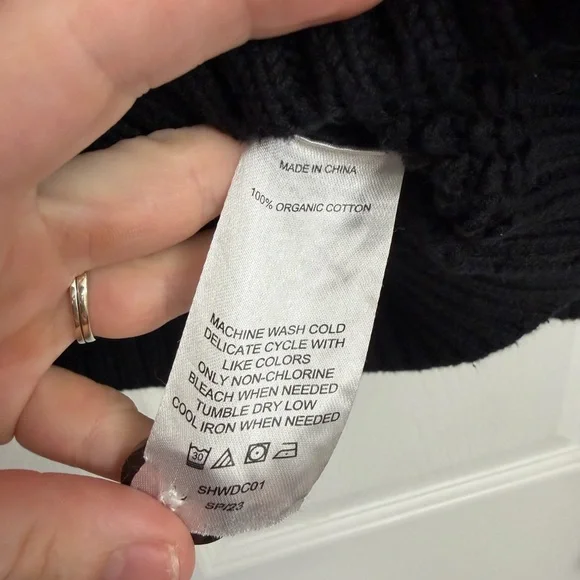 MADE IN CHINA
100% ORGANIC COTTON
MACHINE WASH COLD
DELICATE CYCLE WITH
LIKE COLORS
ONLY NON-CHLORINE
BLEACH WHEN NEEDED
TUMBLE DRY LOW
COOL IRON WHEN NEEDED
30
SHWDC01
SP/23